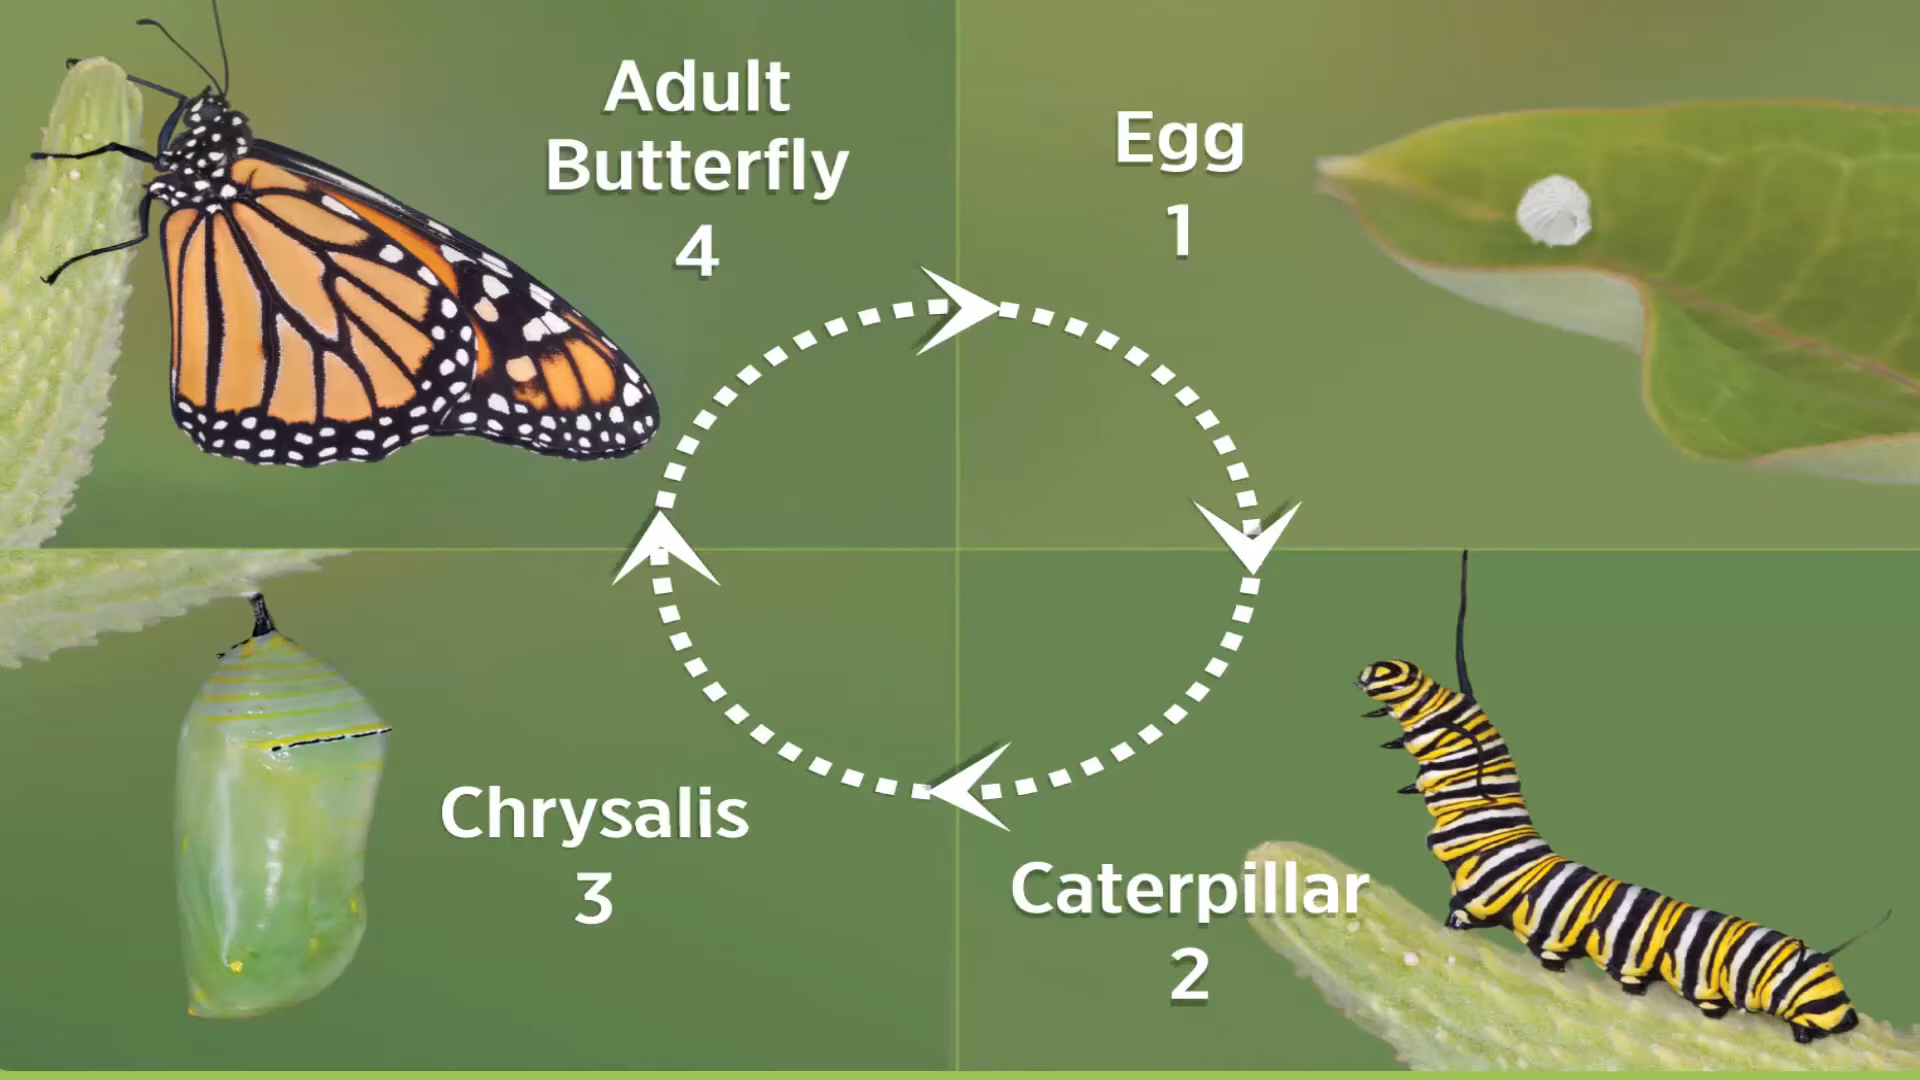 Adult
Butterfly
4
Egg
1
Chrysalis
3
Caterpillar
2